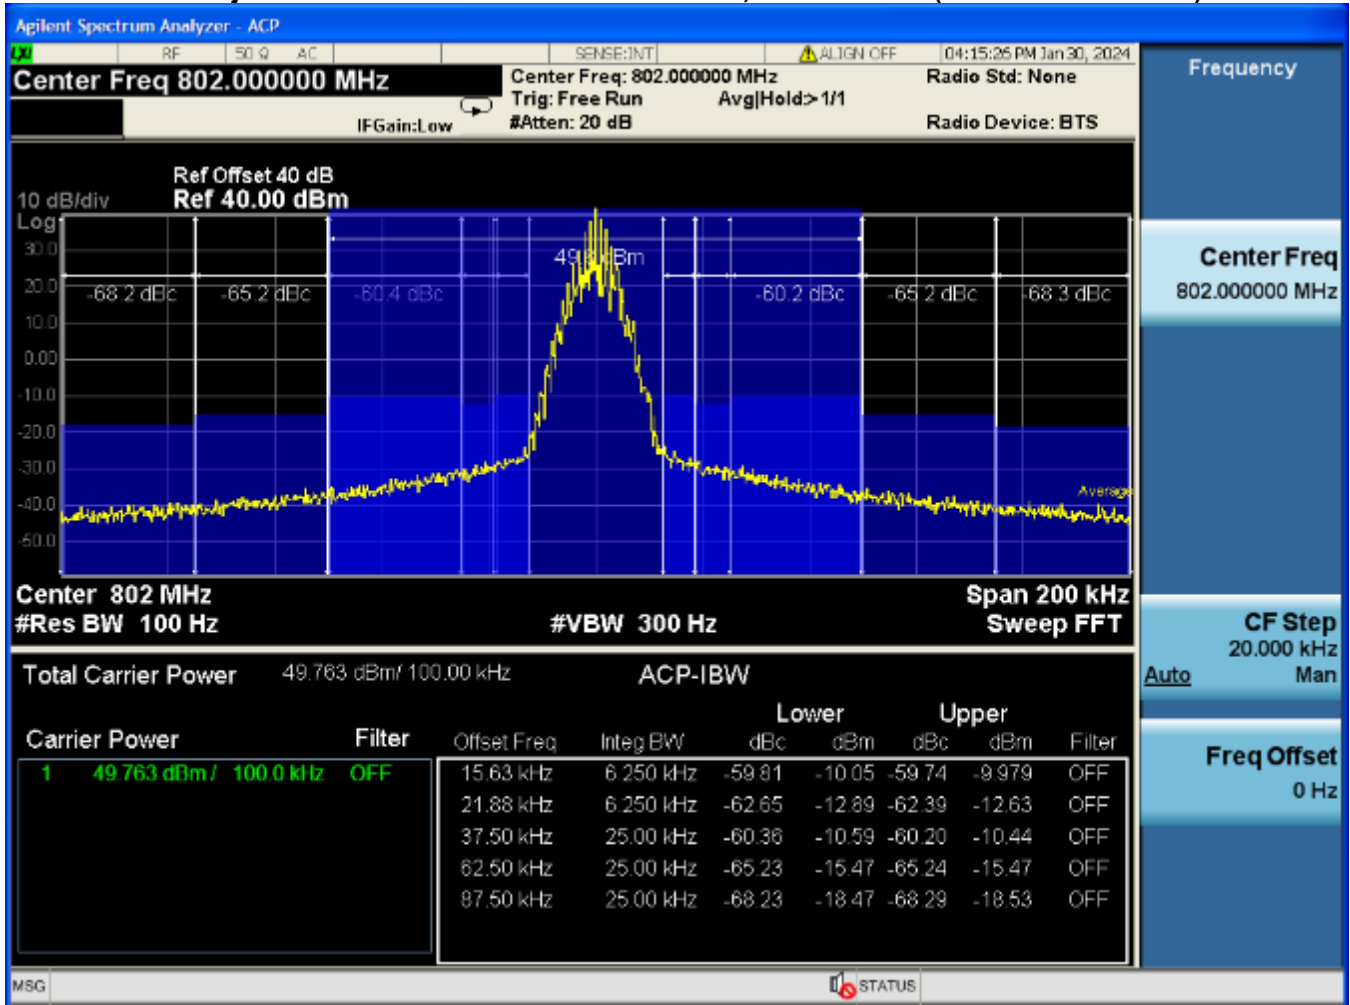 Agilent Spectrum Analyzer - ACP
LXI RF 50 Ω AC SENSE:INT ALIGN OFF 04:15:26 PM Jan 30, 2024
Center Freq 802.000000 MHz
Center Freq: 802.000000 MHz
Radio Std: None
Trig: Free Run Avg|Hold:>1/1
IFGain:Low #Atten: 20 dB
Radio Device: BTS
Frequency
Ref Offset 40 dB
10 dB/div Ref 40.00 dBm
Log
30.0
49.8 dBm
20.0
-68.2 dBc -65.2 dBc -60.4 dBc -60.2 dBc -65.2 dBc -68.3 dBc
10.0
0.00
-10.0
-20.0
-30.0
-40.0
Average
-50.0
Center 802 MHz Span 200 kHz
#Res BW 100 Hz #VBW 300 Hz Sweep FFT
Center Freq
802.000000 MHz
CF Step
20.000 kHz
Auto Man
Freq Offset
0 Hz
Total Carrier Power 49.763 dBm/ 100.00 kHz ACP-IBW
Lower Upper
Carrier Power Filter Offset Freq Integ BW dBc dBm dBc dBm Filter
1 49.763 dBm / 100.0 kHz OFF 15.63 kHz 6.250 kHz -59.81 -10.05 -59.74 -9.979 OFF
21.88 kHz 6.250 kHz -62.65 -12.89 -62.39 -12.63 OFF
37.50 kHz 25.00 kHz -60.36 -10.59 -60.20 -10.44 OFF
62.50 kHz 25.00 kHz -65.23 -15.47 -65.24 -15.47 OFF
87.50 kHz 25.00 kHz -68.23 -18.47 -68.29 -18.53 OFF
MSG STATUS